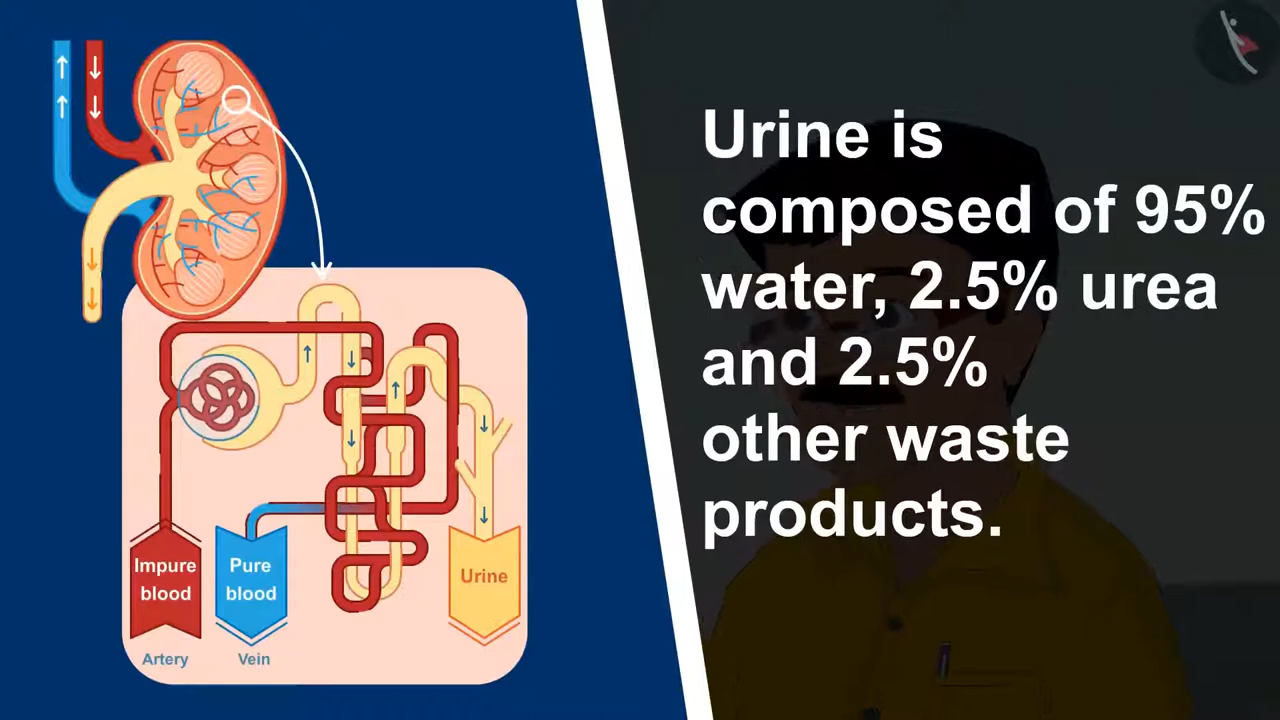 Urine is
composed of 95%
water, 2.5% urea
and 2.5%
other waste
products.
Impure
blood
Pure
blood
Urine
Artery
Vein